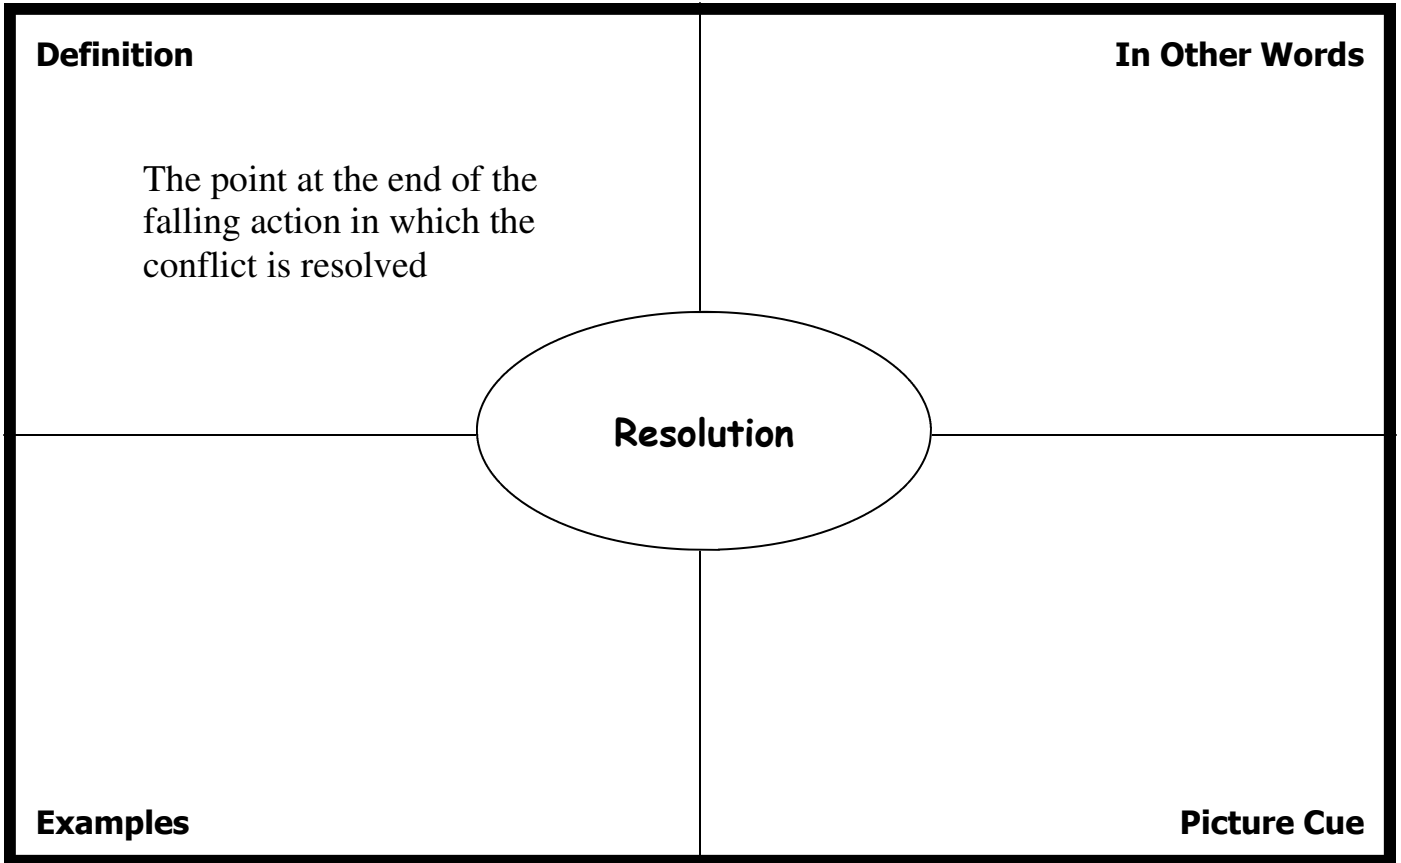 Definition
In Other Words
The point at the end of the
falling action in which the
conflict is resolved
Resolution
Examples
Picture Cue